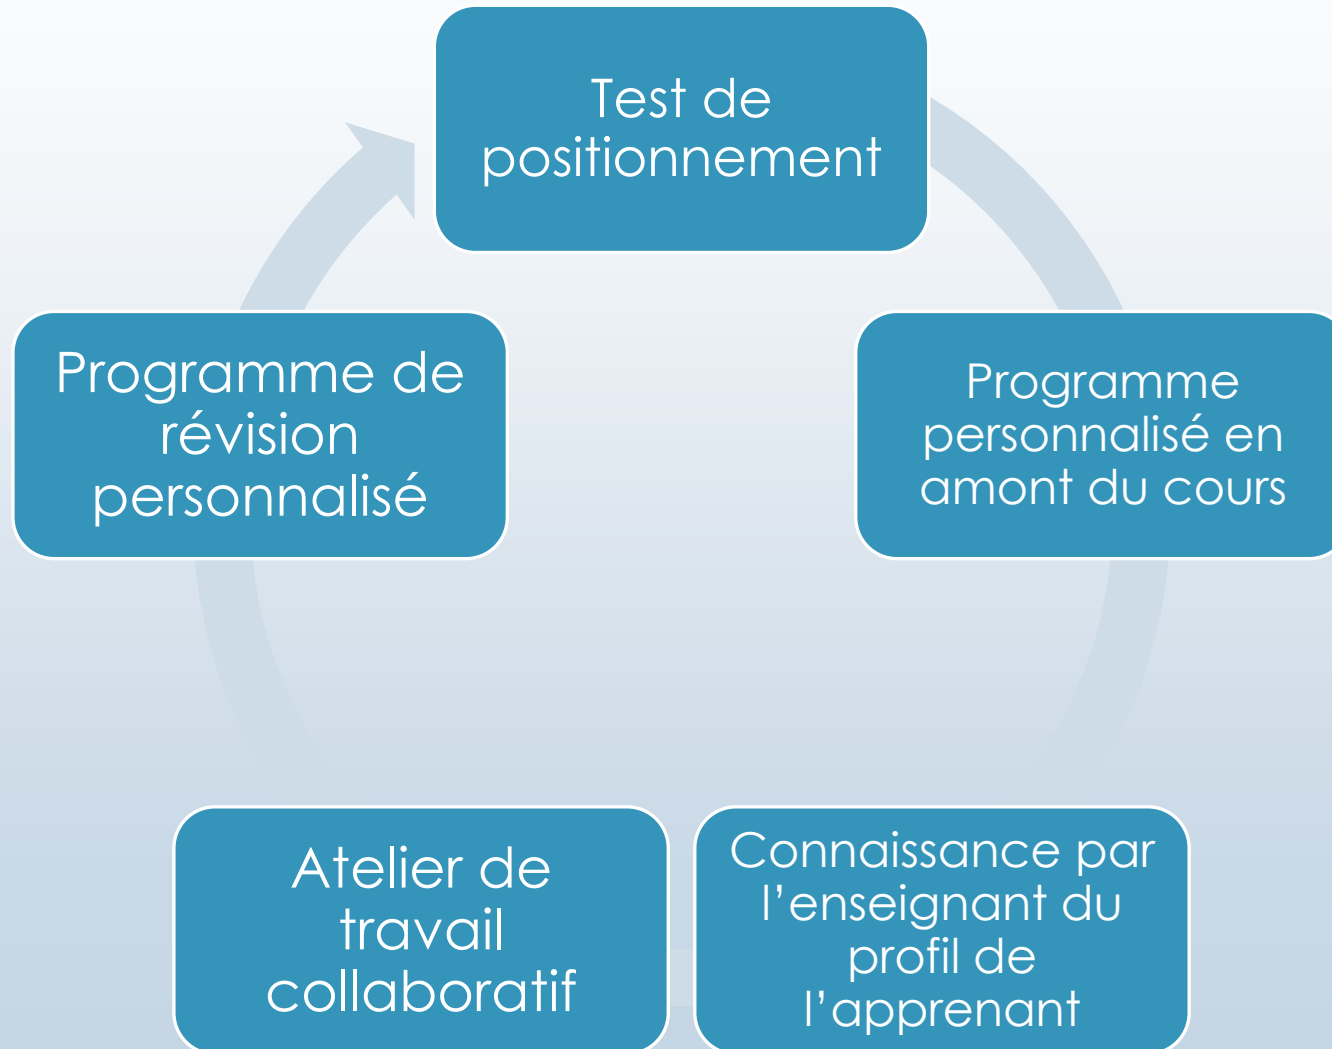 Test de
positionnement
Programme
personnalisé en
amont du cours
Connaissance par
l’enseignant du
profil de
l’apprenant
Atelier de
travail
collaboratif
Programme de
révision
personnalisé